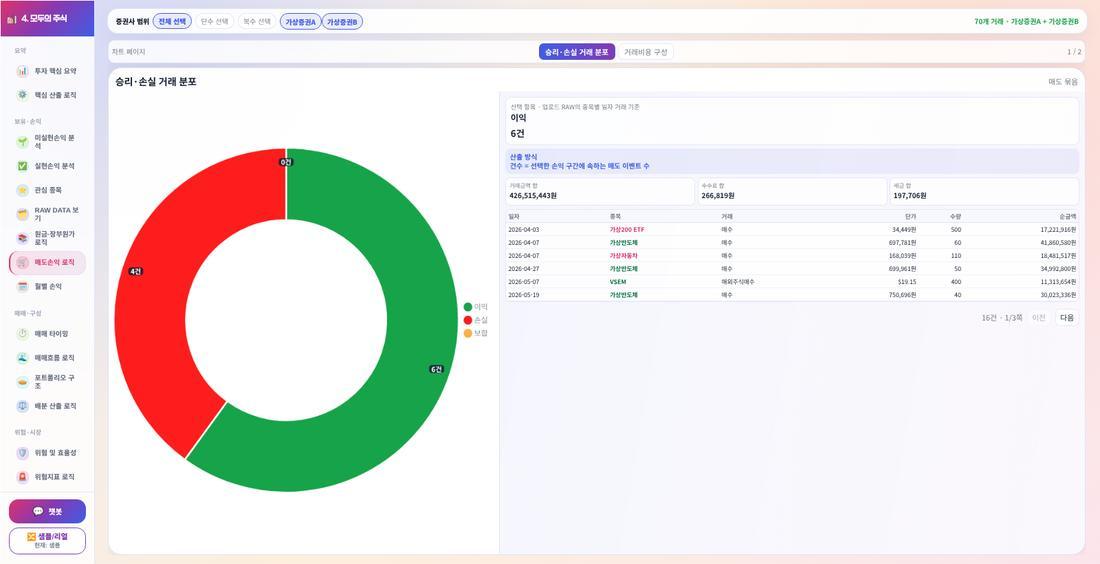 4. 모두의 주식
요약
투자 핵심 요약
핵심 산출 로직
보유·손익
미실현손익 분
석
실현손익 분석
관심 종목
RAW DATA 보
기
현금·장부원가
로직
매도손익 로직
월별 손익
매매·구성
매매 타이밍
매매흐름 로직
포트폴리오 구
조
배분 산출 로직
위험·시장
위험 및 효율성
위험지표 로직
챗봇
샘플/리얼
현재: 샘플
증권사 범위 전체 선택 단수 선택 복수 선택 가상증권A 가상증권B
70개 거래 · 가상증권A + 가상증권B
차트 페이지 승리·손실 거래 분포 거래비용 구성 1 / 2
승리·손실 거래 분포 매도 묶음
0건
4건
6건
이익
손실
보합
선택 항목 · 업로드 RAW의 종목별 일자 거래 기준
이익
6건
산출 방식
건수 = 선택한 손익 구간에 속하는 매도 이벤트 수
거래금액 합 수수료 합 세금 합
426,515,443원 266,819원 197,706원
일자 종목 거래 단가 수량 순금액
2026-04-03 가상200 ETF 매수 34,449원 500 17,221,916원
2026-04-07 가상반도체 매수 697,781원 60 41,860,580원
2026-04-07 가상자동차 매수 168,039원 110 18,481,517원
2026-04-27 가상반도체 매수 699,961원 50 34,992,800원
2026-05-07 VSEM 해외주식매수 $19.15 400 11,313,654원
2026-05-19 가상반도체 매수 750,696원 40 30,023,336원
16건 · 1/3쪽 이전 다음